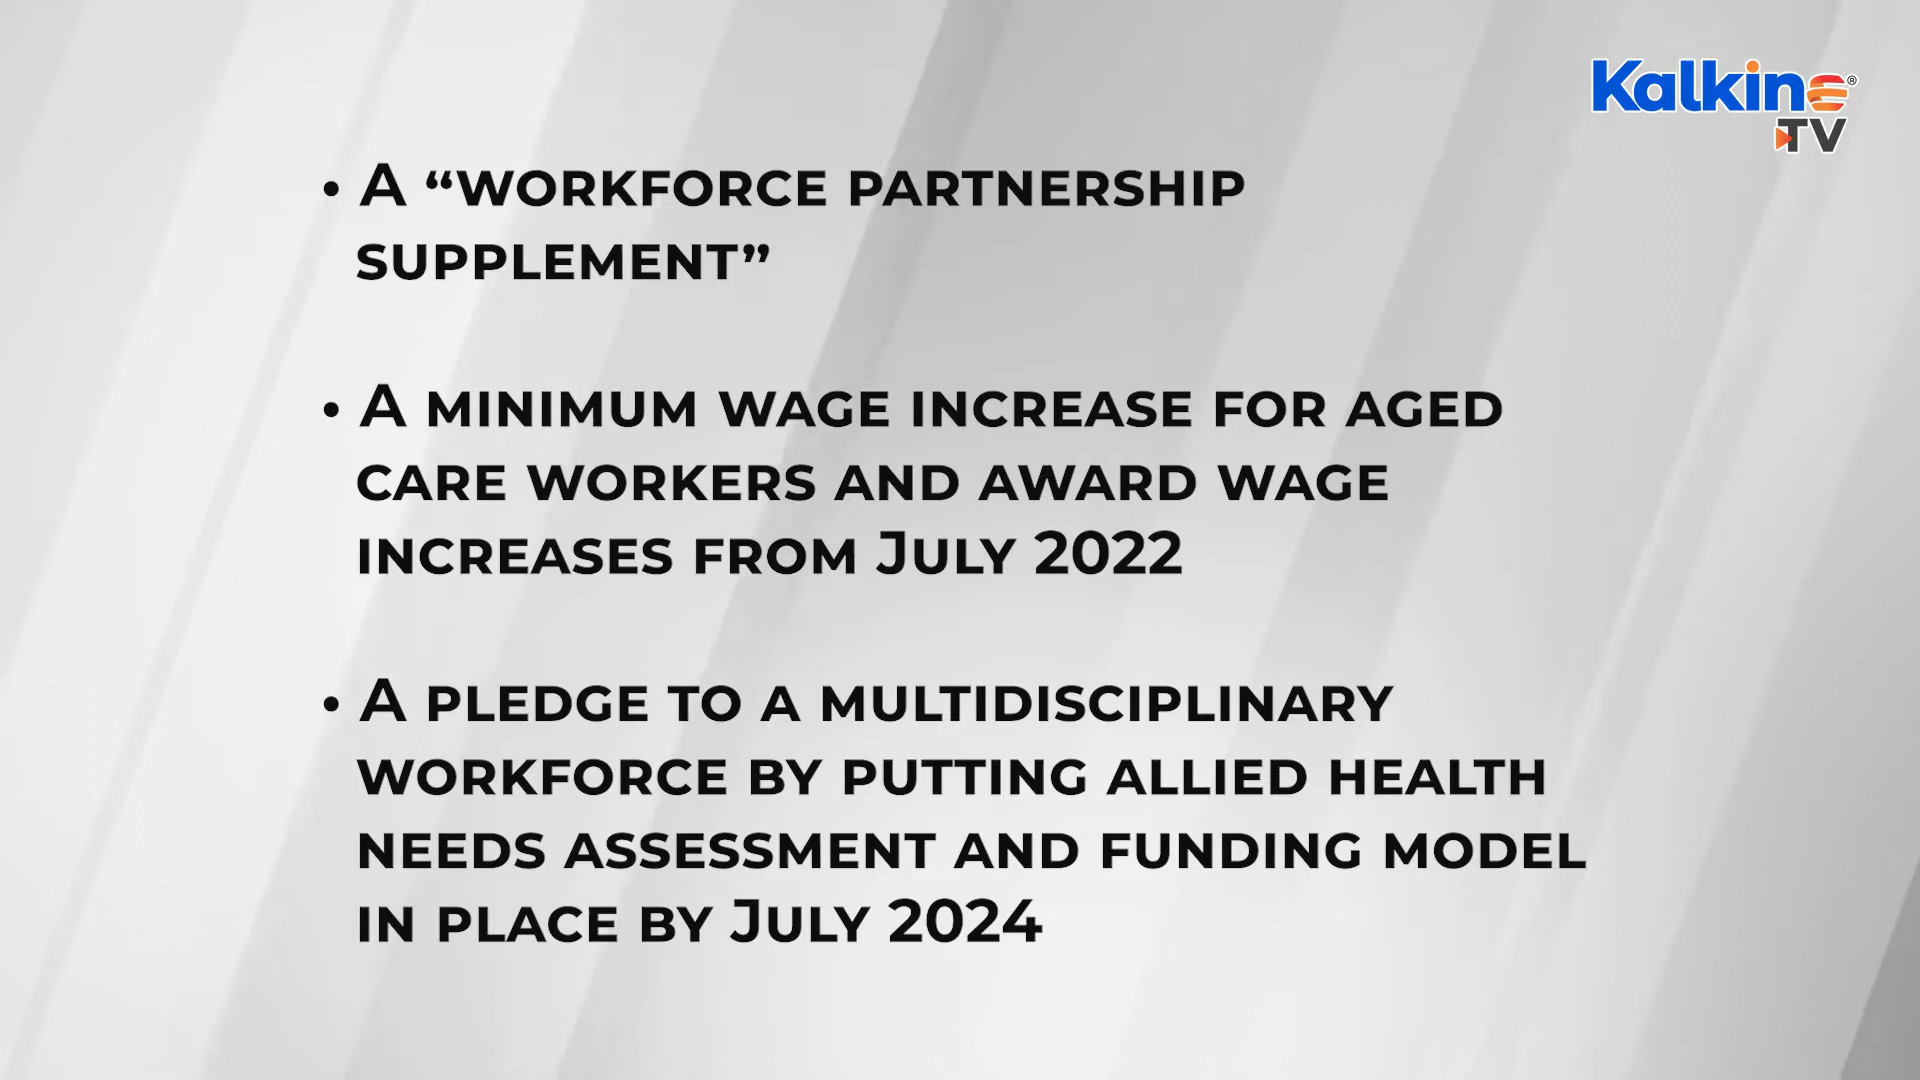 Kalkine®
TV
• A “WORKFORCE PARTNERSHIP
SUPPLEMENT”
• A MINIMUM WAGE INCREASE FOR AGED
CARE WORKERS AND AWARD WAGE
INCREASES FROM JULY 2022
• A PLEDGE TO A MULTIDISCIPLINARY
WORKFORCE BY PUTTING ALLIED HEALTH
NEEDS ASSESSMENT AND FUNDING MODEL
IN PLACE BY JULY 2024